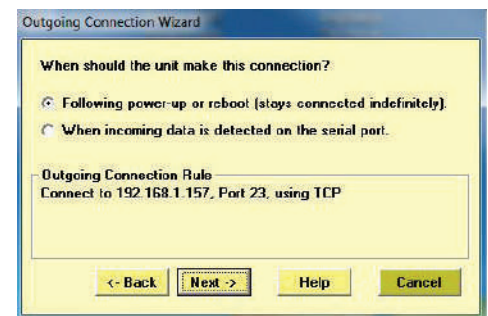 Outgoing Connection Wizard
When should the unit make this connection?
Following power-up or reboot (stays connected indefinitely).
When incoming data is detected on the serial port.
Outgoing Connection Rule
Connect to 192.168.1.157, Port 23, using TCP
<- Back Next -> Help Cancel